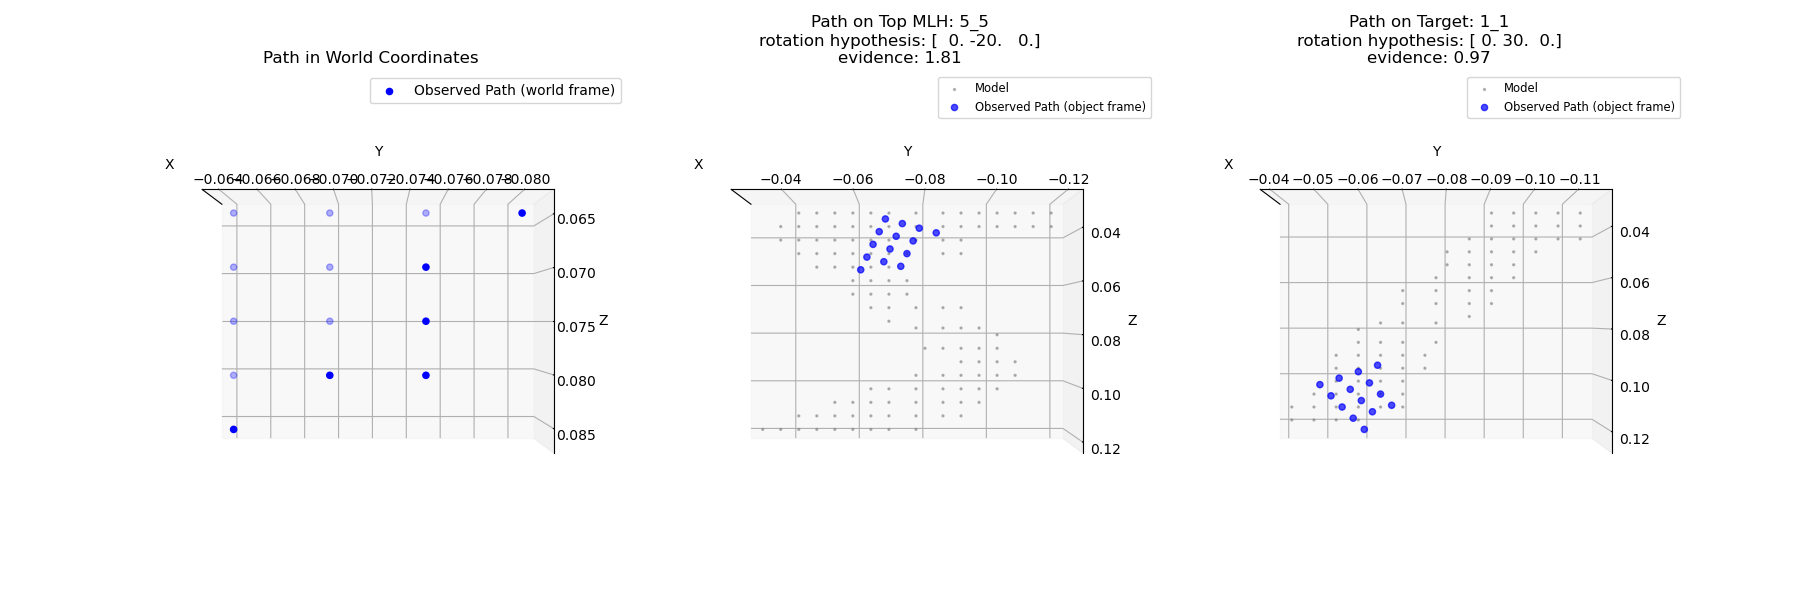 Path in World Coordinates
Observed Path (world frame)
X
Y
−0.064 −0.066 −0.068 −0.070 −0.072 −0.074 −0.076 −0.078 −0.080
0.065
0.070
0.075
Z
0.080
0.085
Path on Top MLH: 5_5
rotation hypothesis: [  0. -20.   0.]
evidence: 1.81
Model
Observed Path (object frame)
X
Y
−0.04 −0.06 −0.08 −0.10 −0.12
0.04
0.06
Z
0.08
0.10
0.12
Path on Target: 1_1
rotation hypothesis: [ 0. 30.  0.]
evidence: 0.97
Model
Observed Path (object frame)
X
Y
−0.04 −0.05 −0.06 −0.07 −0.08 −0.09 −0.10 −0.11
0.04
0.06
Z
0.08
0.10
0.12